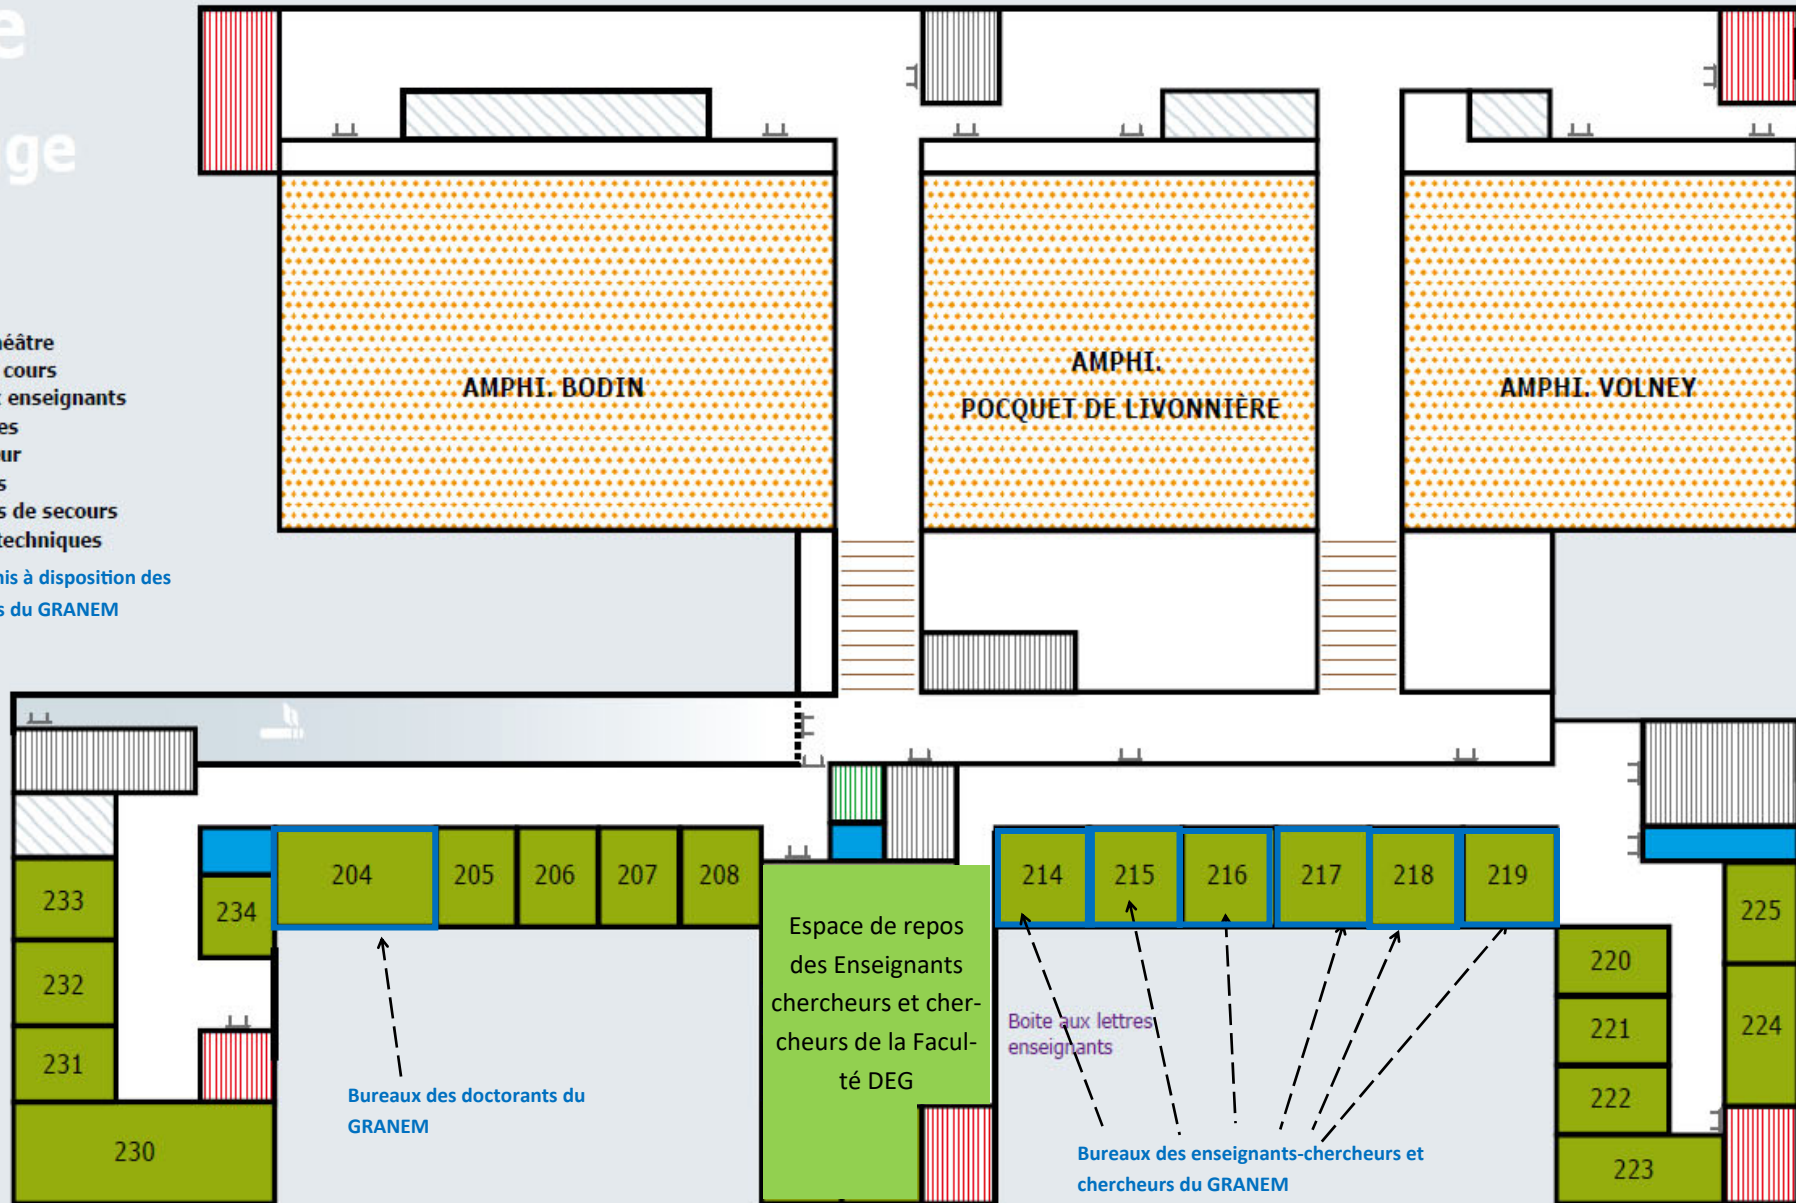 e
ge
éâtre
cours
enseignants
es
ur
s
s de secours
techniques
is à disposition des
s du GRANEM
AMPHI. BODIN
AMPHI.
POCQUET DE LIVONNIÈRE
AMPHI. VOLNEY
204
205
206
207
208
214
215
216
217
218
219
233
234
232
231
230
225
220
221
224
222
223
Espace de repos
des Enseignants
chercheurs et cher-
cheurs de la Facul-
té DEG
Boite aux lettres
enseignants
Bureaux des doctorants du
GRANEM
Bureaux des enseignants-chercheurs et
chercheurs du GRANEM